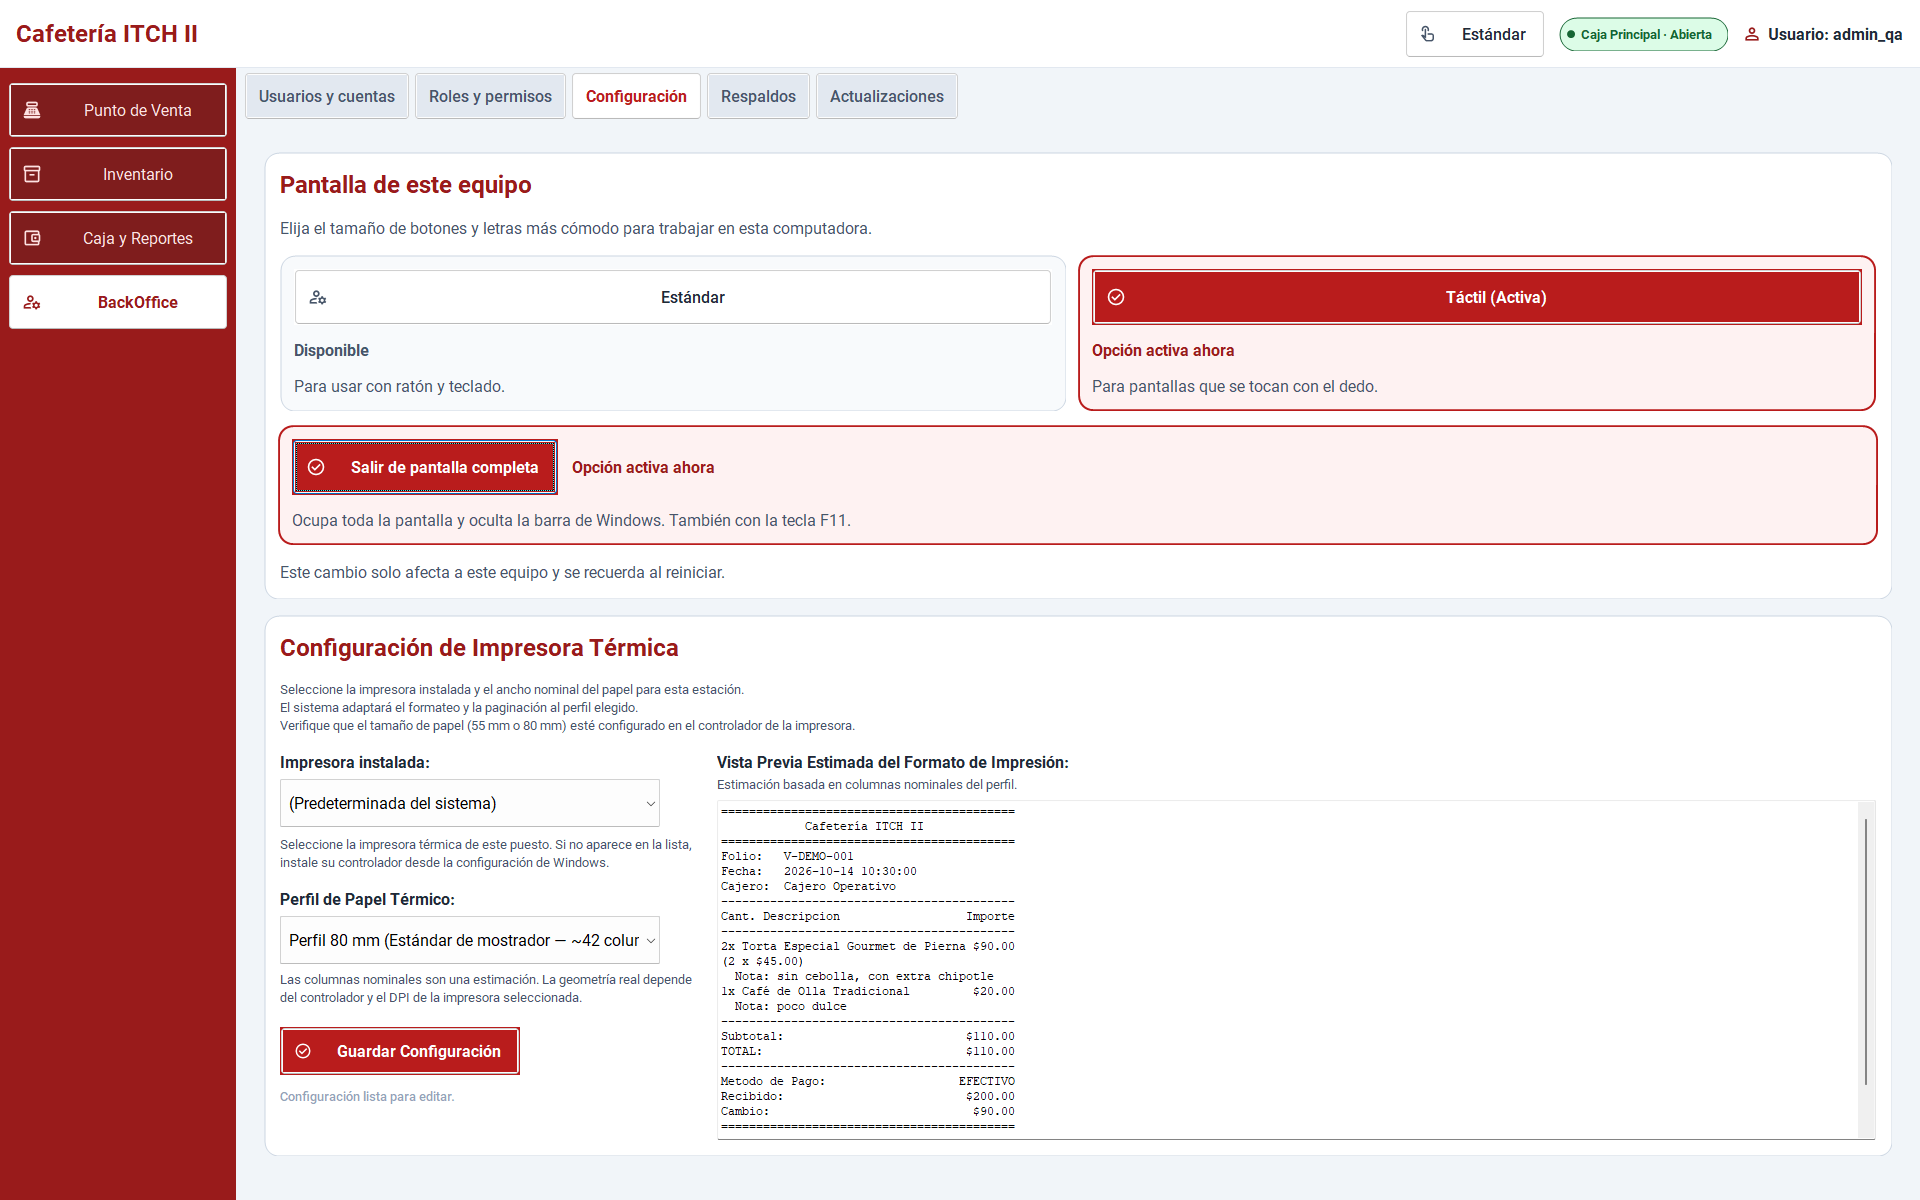 Cafetería ITCH II
Estándar
Caja Principal · Abierta
Usuario: admin_qa
Punto de Venta
Inventario
Caja y Reportes
BackOffice
Usuarios y cuentas
Roles y permisos
Configuración
Respaldos
Actualizaciones
Pantalla de este equipo
Elija el tamaño de botones y letras más cómodo para trabajar en esta computadora.
Estándar
Disponible
Para usar con ratón y teclado.
Táctil (Activa)
Opción activa ahora
Para pantallas que se tocan con el dedo.
Salir de pantalla completa
Opción activa ahora
Ocupa toda la pantalla y oculta la barra de Windows. También con la tecla F11.
Este cambio solo afecta a este equipo y se recuerda al reiniciar.
Configuración de Impresora Térmica
Seleccione la impresora instalada y el ancho nominal del papel para esta estación.
El sistema adaptará el formateo y la paginación al perfil elegido.
Verifique que el tamaño de papel (55 mm o 80 mm) esté configurado en el controlador de la impresora.
Impresora instalada:
(Predeterminada del sistema)
Seleccione la impresora térmica de este puesto. Si no aparece en la lista,
instale su controlador desde la configuración de Windows.
Perfil de Papel Térmico:
Perfil 80 mm (Estándar de mostrador — ~42 colur
Las columnas nominales son una estimación. La geometría real depende
del controlador y el DPI de la impresora seleccionada.
Guardar Configuración
Configuración lista para editar.
Vista Previa Estimada del Formato de Impresión:
Estimación basada en columnas nominales del perfil.
==========================================
Cafetería ITCH II
==========================================
Folio: V-DEMO-001
Fecha: 2026-10-14 10:30:00
Cajero: Cajero Operativo
------------------------------------------
Cant. Descripcion Importe
------------------------------------------
2x Torta Especial Gourmet de Pierna $90.00
(2 x $45.00)
Nota: sin cebolla, con extra chipotle
1x Café de Olla Tradicional $20.00
Nota: poco dulce
------------------------------------------
Subtotal: $110.00
TOTAL: $110.00
------------------------------------------
Metodo de Pago: EFECTIVO
Recibido: $200.00
Cambio: $90.00
==========================================